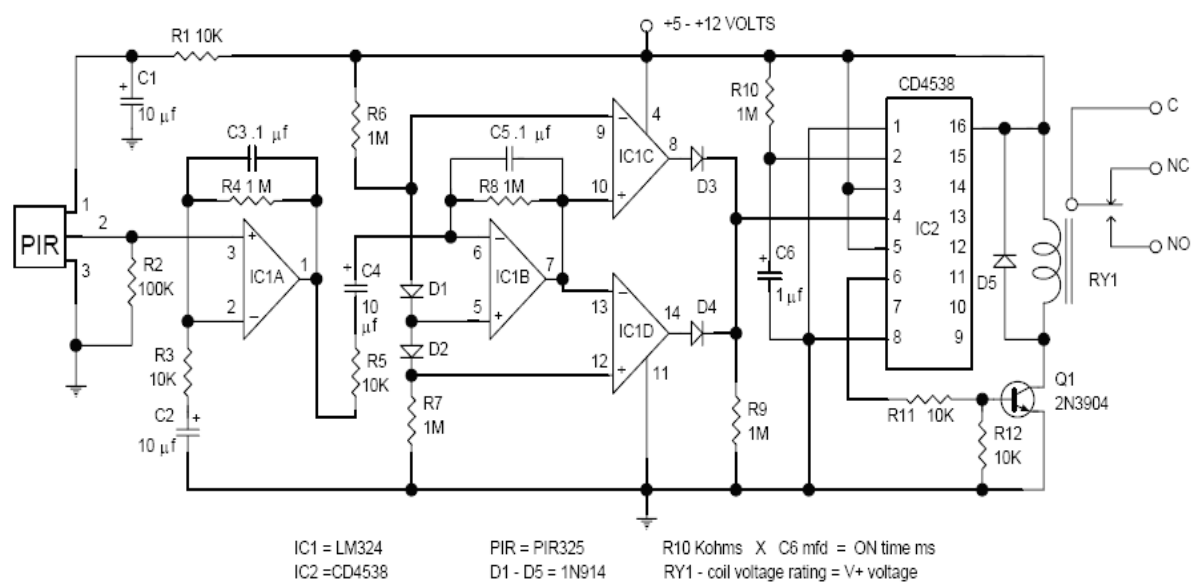 +5 - +12 VOLTS
R1 10K
C1
+
10 µf
R6
1M
C3 .1 µf
R4 1 M
C5 .1 µf
R8 1M
4
9
-
8
IC1C
10
+
D3
R10
1M
CD4538
1
2
3
4
5
6
7
8
16
15
14
13
12
11
10
9
IC2
C
NC
NO
D5
RY1
PIR
1
2
3
R2
100K
3
+
IC1A
1
2
-
+
C4
10
µf
6
-
IC1B
7
5
+
D1
D2
13
-
IC1D
14
12
+
11
D4
+
C6
1 µf
R3
10K
C2
+
10 µf
R5
10K
R7
1M
R9
1M
R11 10K
R12
10K
Q1
2N3904
IC1 = LM324
PIR = PIR325
R10 Kohms X C6 mfd = ON time ms
IC2 =CD4538
D1 - D5 = 1N914
RY1 - coil voltage rating = V+ voltage